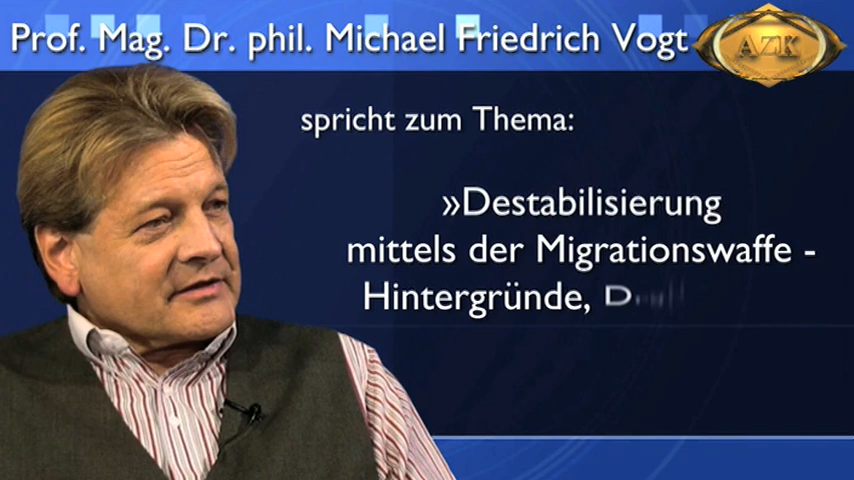 Prof. Mag. Dr. phil. Michael Friedrich Vogt
AZK
spricht zum Thema:
»Destabilisierung
mittels der Migrationswaffe -
Hintergründe,